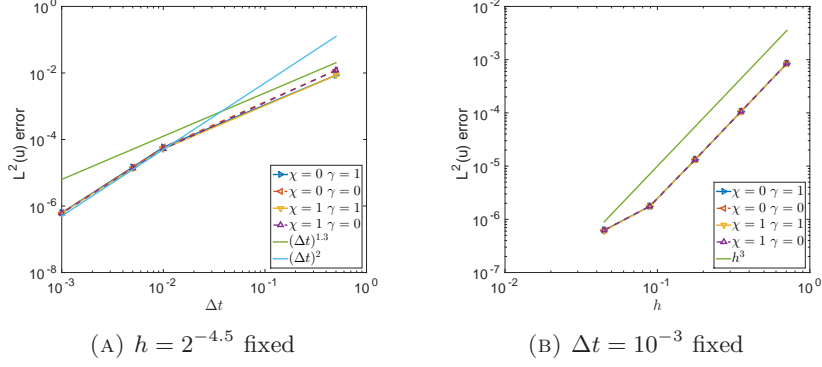 10^0
10^-2
10^-4
10^-6
10^-8
L^2(u) error
χ = 0 γ = 1
χ = 0 γ = 0
χ = 1 γ = 1
χ = 1 γ = 0
(Δt)^1.3
(Δt)^2
10^-3 10^-2 10^-1 10^0
Δt
(A) h = 2^-4.5 fixed
10^-2
10^-3
10^-4
10^-5
10^-6
10^-7
L^2(u) error
χ = 0 γ = 1
χ = 0 γ = 0
χ = 1 γ = 1
χ = 1 γ = 0
h^3
10^-2 10^-1 10^0
h
(B) Δt = 10^-3 fixed